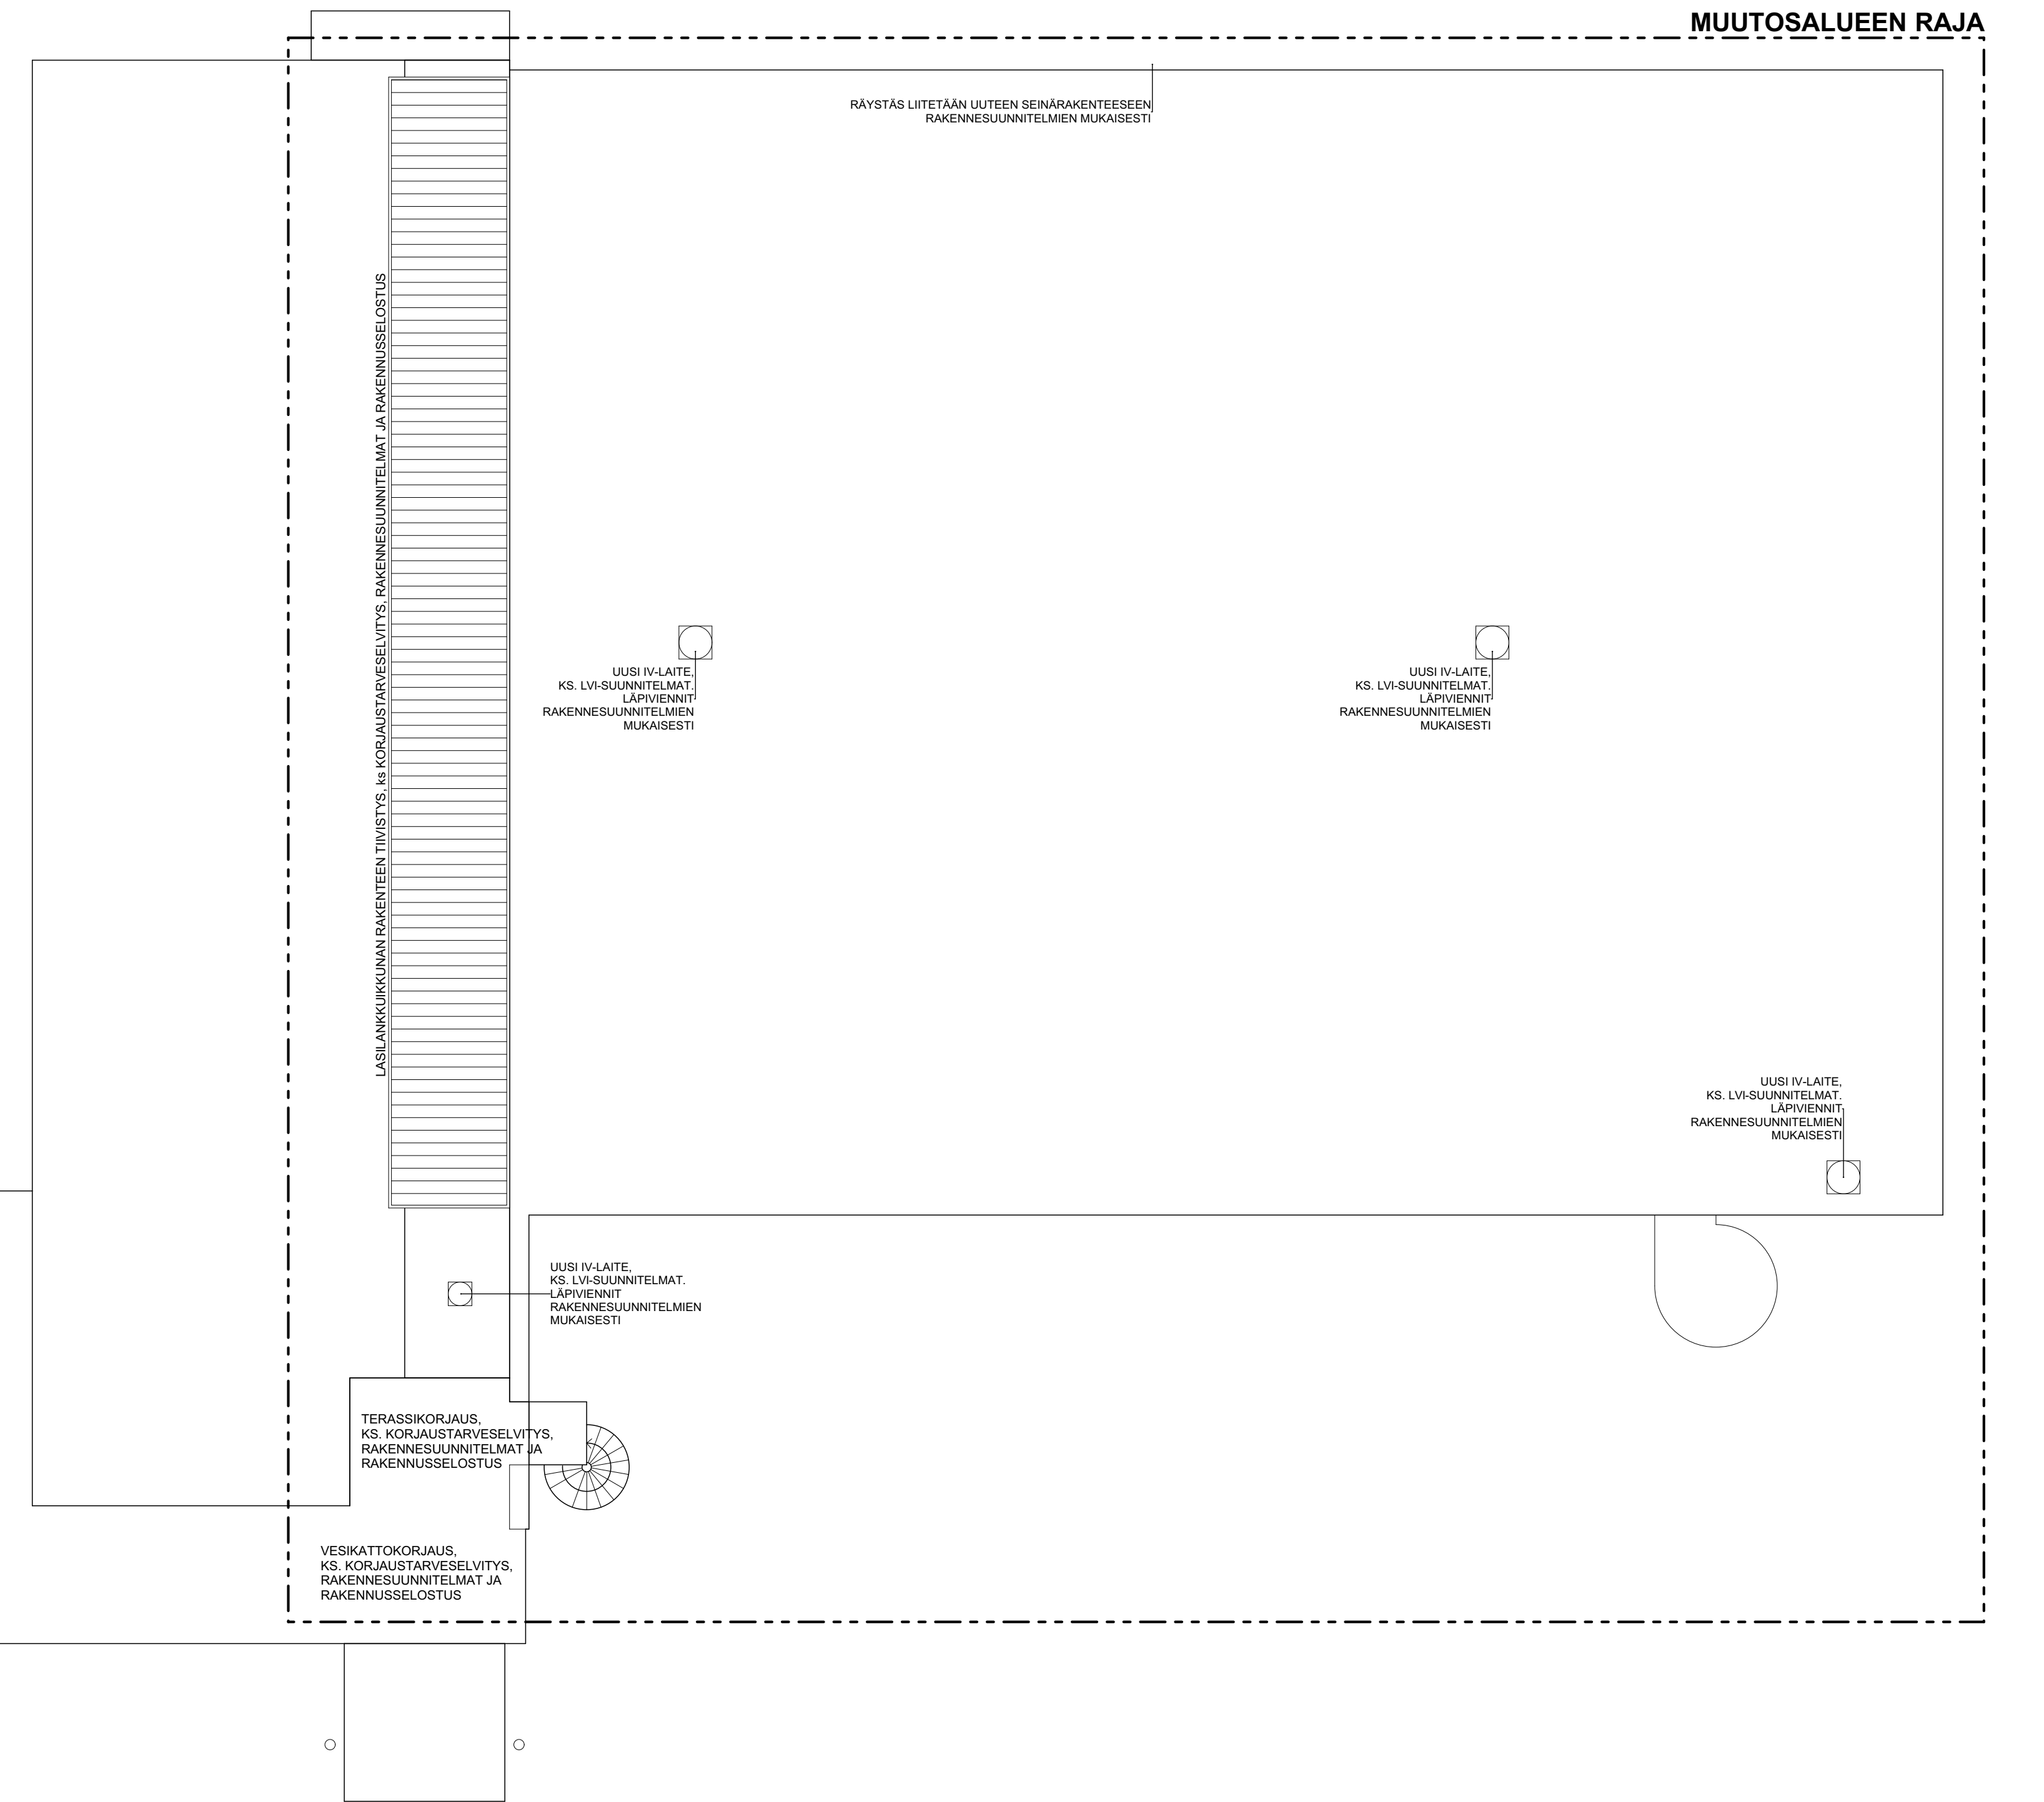 MUUTOSALUEEN RAJA
RÄYSTÄS LIITETÄÄN UUTEEN SEINÄRAKENTEESEEN
RAKENNESUUNNITELMIEN MUKAISESTI
LASILANKKUIKKUNAN RAKENTEEN TIIVISTYS, ks KORJAUSTARVESELVITYS, RAKENNESUUNNITELMAT JA RAKENNUSSELOSTUS
UUSI IV-LAITE,
KS. LVI-SUUNNITELMAT.
LÄPIVIENNIT
RAKENNESUUNNITELMIEN
MUKAISESTI
UUSI IV-LAITE,
KS. LVI-SUUNNITELMAT.
LÄPIVIENNIT
RAKENNESUUNNITELMIEN
MUKAISESTI
UUSI IV-LAITE,
KS. LVI-SUUNNITELMAT.
LÄPIVIENNIT
RAKENNESUUNNITELMIEN
MUKAISESTI
UUSI IV-LAITE,
KS. LVI-SUUNNITELMAT.
LÄPIVIENNIT
RAKENNESUUNNITELMIEN
MUKAISESTI
TERASSIKORJAUS,
KS. KORJAUSTARVESELVITYS,
RAKENNESUUNNITELMAT JA
RAKENNUSSELOSTUS
VESIKATTOKORJAUS,
KS. KORJAUSTARVESELVITYS,
RAKENNESUUNNITELMAT JA
RAKENNUSSELOSTUS